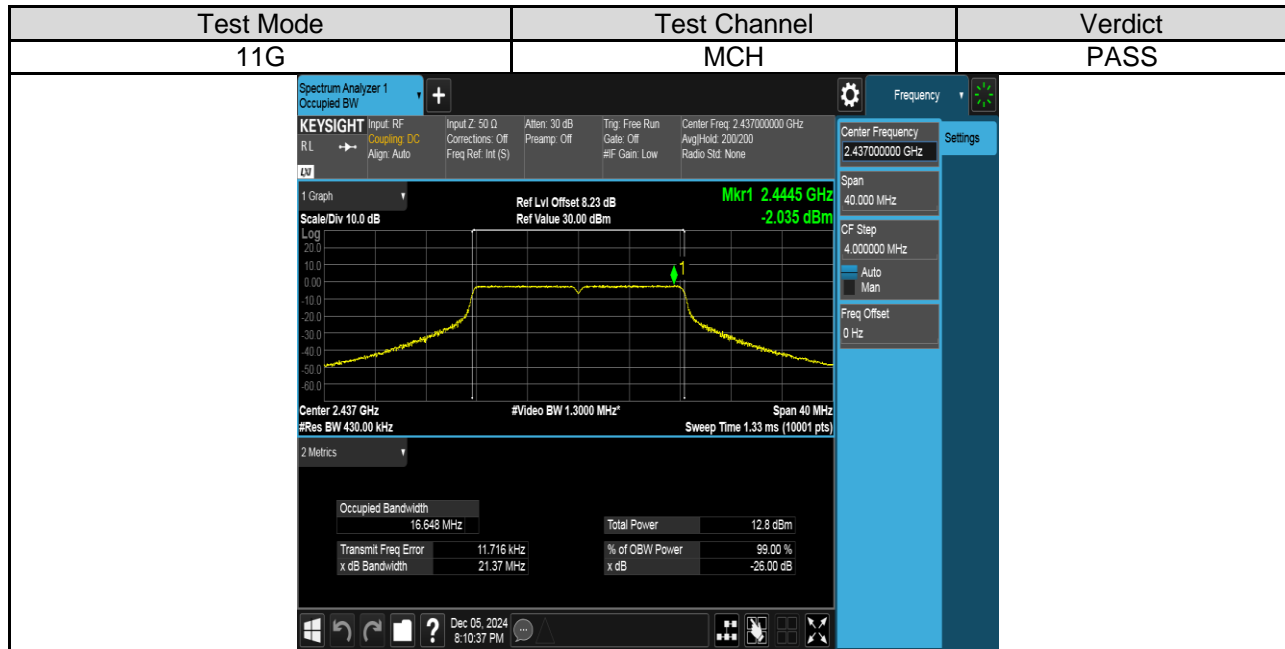 Test Mode Test Channel Verdict
11G MCH PASS
Spectrum Analyzer 1
Occupied BW
+
Frequency
KEYSIGHT Input: RF Input Z: 50 Ω Atten: 30 dB Trig: Free Run Center Freq: 2.437000000 GHz
RL Coupling: DC Corrections: Off Preamp: Off Gate: Off Avg|Hold: 200/200
Align: Auto Freq Ref: Int (S) #IF Gain: Low Radio Std: None
LXI
Center Frequency
2.437000000 GHz
Settings
Span
40.000 MHz
CF Step
4.000000 MHz
Auto
Man
Freq Offset
0 Hz
1 Graph Ref Lvl Offset 8.23 dB Mkr1 2.4445 GHz
Scale/Div 10.0 dB Ref Value 30.00 dBm -2.035 dBm
Log
20.0
10.0
1
0.00
-10.0
-20.0
-30.0
-40.0
-50.0
-60.0
Center 2.437 GHz #Video BW 1.3000 MHz* Span 40 MHz
#Res BW 430.00 kHz Sweep Time 1.33 ms (10001 pts)
2 Metrics
Occupied Bandwidth
16.648 MHz Total Power 12.8 dBm
Transmit Freq Error 11.716 kHz % of OBW Power 99.00 %
x dB Bandwidth 21.37 MHz x dB -26.00 dB
? Dec 05, 2024
8:10:37 PM